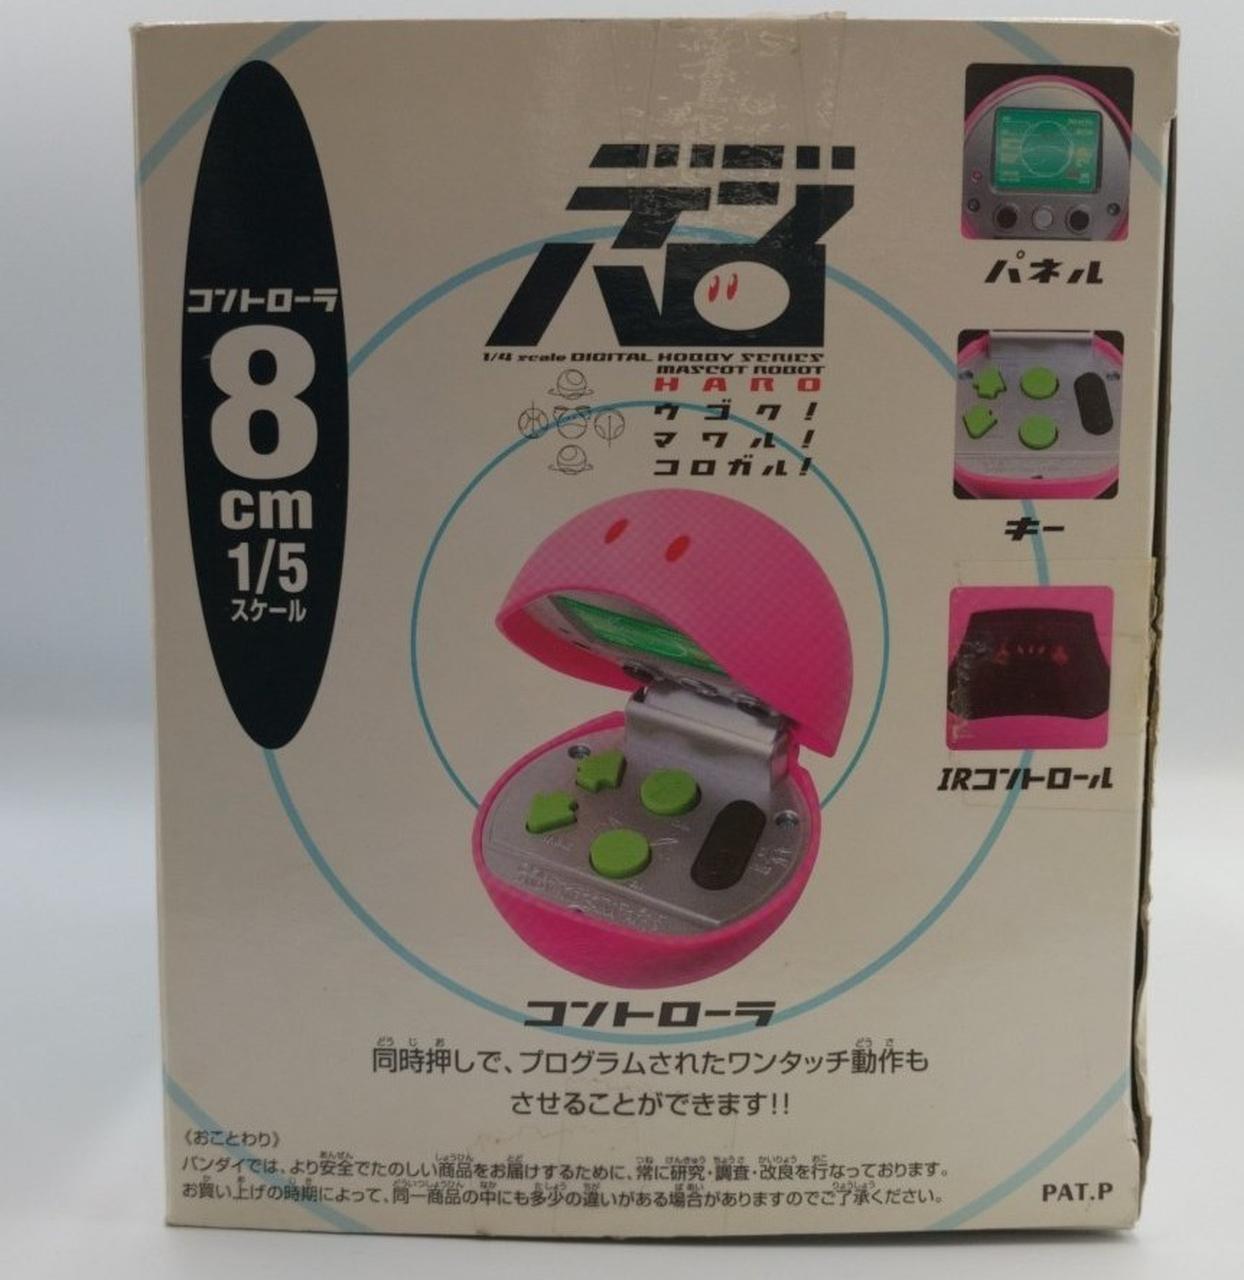 コントローラ
8
cm
1/5
スケール
デジ
ハロ
1/4 scale DIGITAL HOBBY SERIES
MASCOT ROBOT
HARO
ウゴク!
マワル!
コロガル!
パネル
キー
IRコントロール
コントローラ
同時押しで、プログラムされたワンタッチ動作も
させることができます!!
《おことわり》
バンダイでは、より安全でたのしい商品をお届けするために、常に研究・調査・改良を行なっております。
お買い上げの時期によって、同一商品の中にも多少の違いがある場合がありますのでご了承ください。
PAT.P